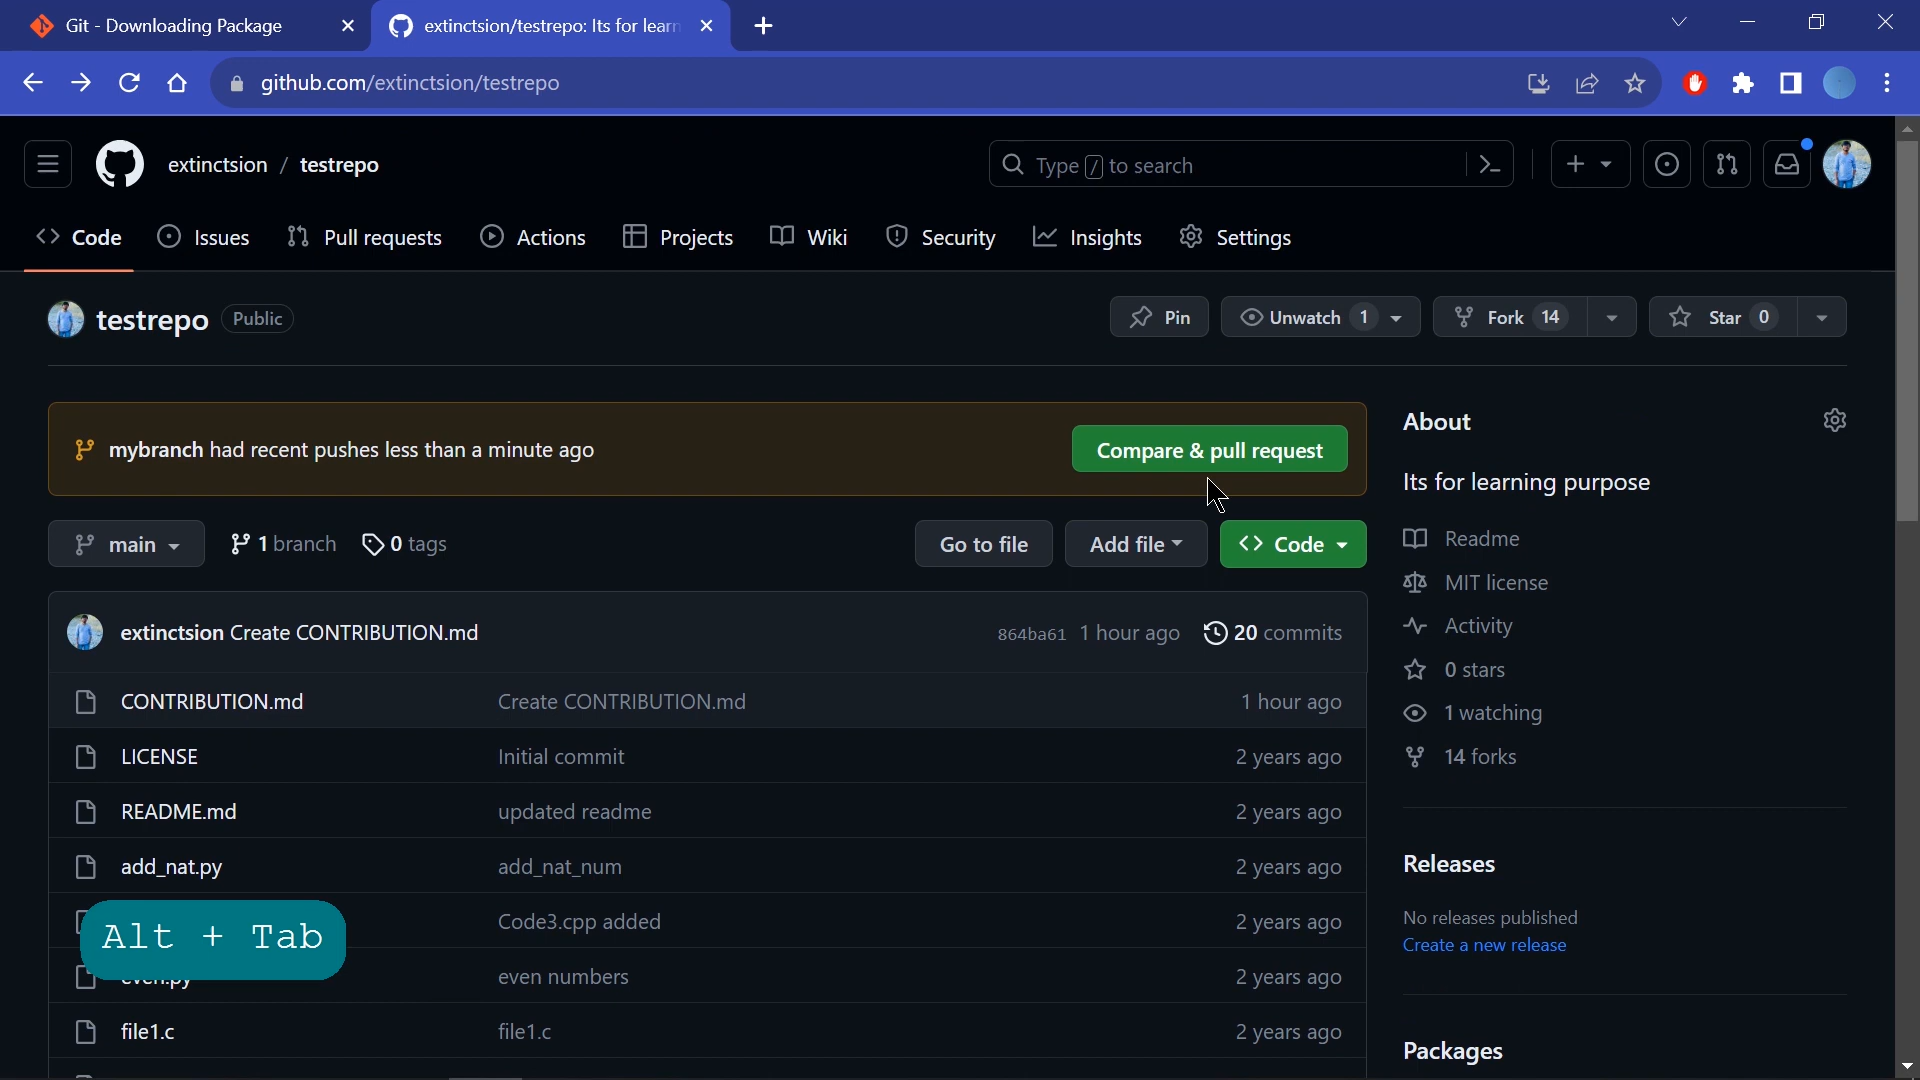 Git - Downloading Package
extinctsion/testrepo: Its for learn
github.com/extinctsion/testrepo
extinctsion / testrepo
Type / to search
Code
Issues
Pull requests
Actions
Projects
Wiki
Security
Insights
Settings
testrepo Public
Pin
Unwatch 1
Fork 14
Star 0
mybranch had recent pushes less than a minute ago
Compare & pull request
main
1 branch
0 tags
Go to file
Add file
Code
extinctsion Create CONTRIBUTION.md 864ba61 1 hour ago 20 commits
CONTRIBUTION.md Create CONTRIBUTION.md 1 hour ago
LICENSE Initial commit 2 years ago
README.md updated readme 2 years ago
add_nat.py add_nat_num 2 years ago
Code3.cpp added 2 years ago
even.py even numbers 2 years ago
file1.c file1.c 2 years ago
Alt + Tab
About
Its for learning purpose
Readme
MIT license
Activity
0 stars
1 watching
14 forks
Releases
No releases published
Create a new release
Packages